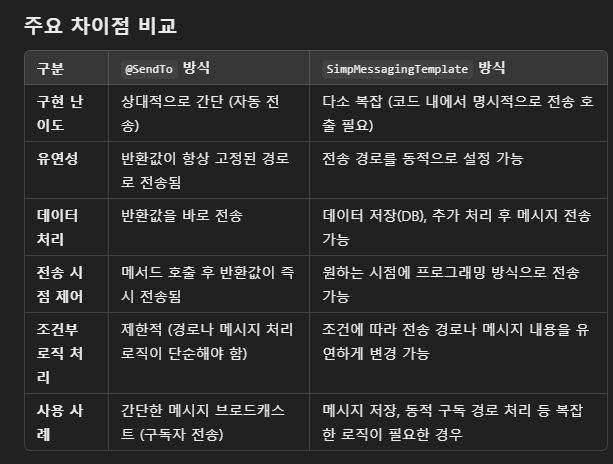 주요 차이점 비교
구분 @SendTo 방식 SimpMessagingTemplate 방식
구현 난 상대적으로 간단 (자동 전 다소 복잡 (코드 내에서 명시적으로 전송 호
이도 송) 출 필요)
유연성 반환값이 항상 고정된 경로 전송 경로를 동적으로 설정 가능
로 전송됨
데이터 반환값을 바로 전송 데이터 저장(DB), 추가 처리 후 메시지 전송
처리 가능
전송 시 메서드 호출 후 반환값이 즉 원하는 시점에 프로그래밍 방식으로 전송
점 제어 시 전송됨 가능
조건부 제한적 (경로나 메시지 처리 조건에 따라 전송 경로나 메시지 내용을 유
로직 처 로직이 단순해야 함) 연하게 변경 가능
리
사용 사 간단한 메시지 브로드캐스 메시지 저장, 동적 구독 경로 처리 등 복잡
례 트 (구독자 전송) 한 로직이 필요한 경우